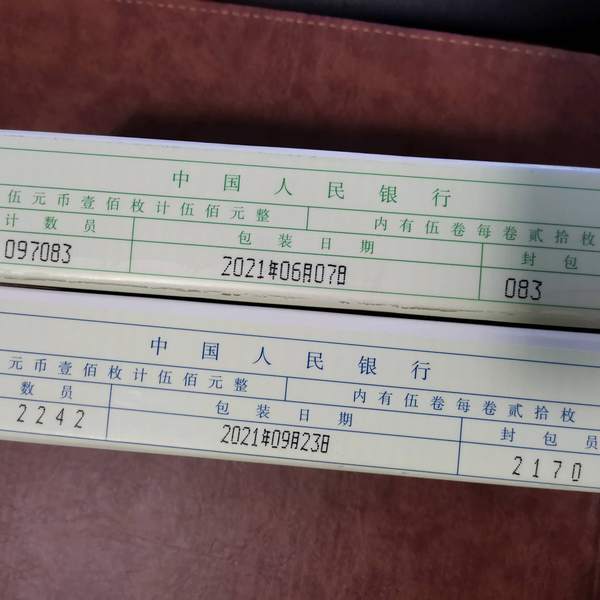 中国人民银行
伍元币壹佰枚计伍佰元整 内有伍卷每卷贰拾枚
计数员 包装日期 封包
097083 2021年06月07日 083
中国人民银行
元币壹佰枚计伍佰元整 内有伍卷每卷贰拾枚
数员 包装日期 封包员
2242 2021年09月23日 2170